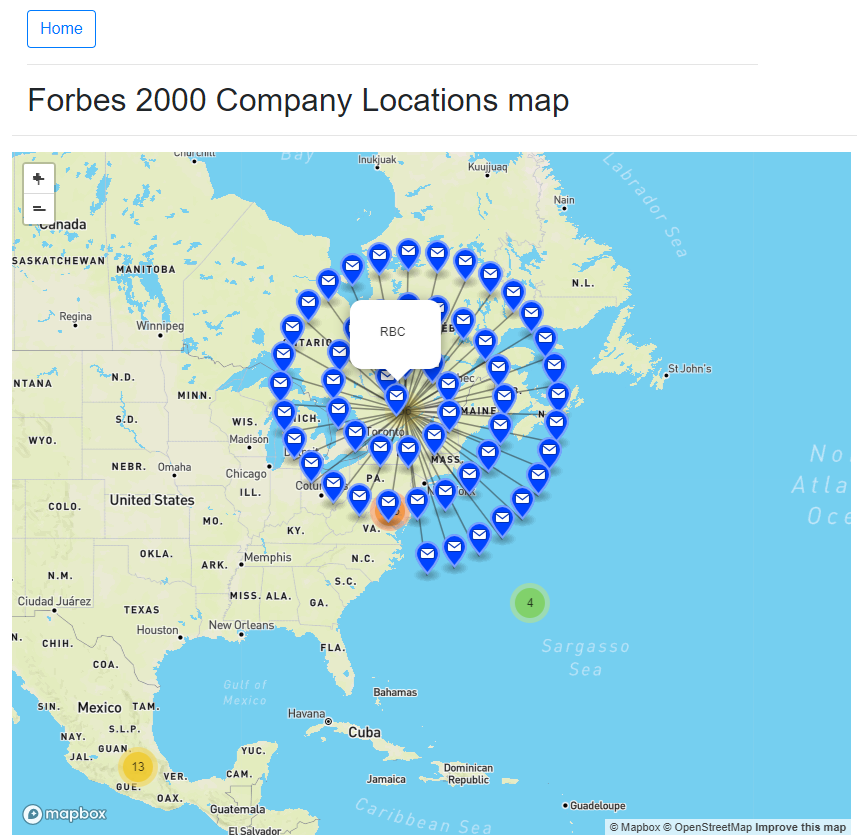 Home
Forbes 2000 Company Locations map
Churchill
Bay
Inukjuak
Kuujjuaq
Labrador Sea
Nain
+
Canada
SASKATCHEWAN
MANITOBA
N.L.
Regina
Winnipeg
RBC
St John's
N.D.
MINN.
S.D.
WIS.
MICH.
MAINE
Toronto
WYO.
Madison
MASS.
NEBR.
Omaha
Chicago
PA.
United States
ILL.
COLO.
MO.
KY.
VA.
OKLA.
ARK.
Memphis
N.C.
N.M.
S.C.
MISS.
ALA.
GA.
4
Ciudad Juárez
TEXAS
Houston
New Orleans
CHIH.
FLA.
Sargasso
Sea
COA.
Gulf of
Mexico
Bahamas
SIN.
Mexico
TAM.
Havana
Cuba
S.L.P.
NAY.
GUAN.
JAL.
YUC.
13
VER.
CAM.
Jamaica
Dominican
Republic
GUE.
OAX.
Guatemala
Guadeloupe
El Salvador
Caribbean Sea
mapbox
© Mapbox © OpenStreetMap Improve this map